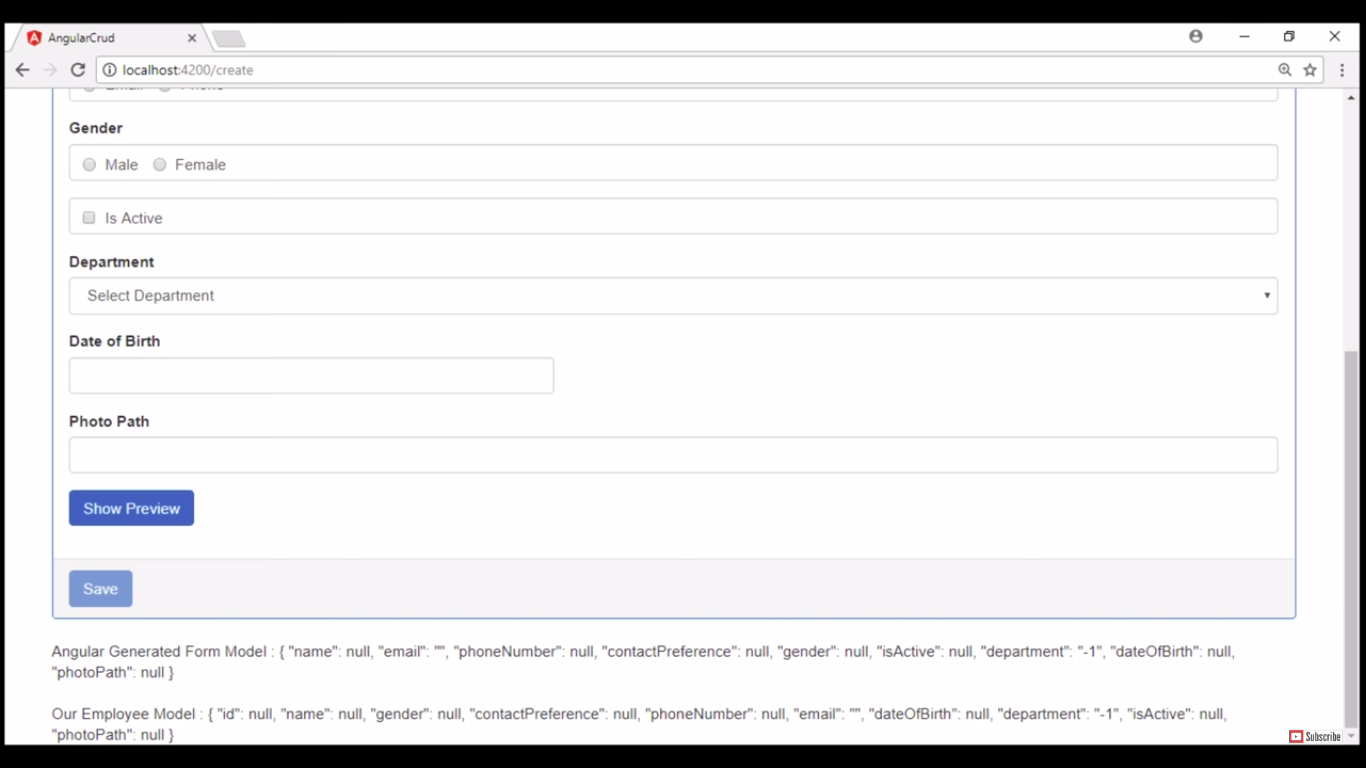 AngularCrud
localhost:4200/create
Email Phone
Gender
Male Female
Is Active
Department
Select Department
Date of Birth
Photo Path
Show Preview
Save
Angular Generated Form Model : { "name": null, "email": "", "phoneNumber": null, "contactPreference": null, "gender": null, "isActive": null, "department": "-1", "dateOfBirth": null,
"photoPath": null }
Our Employee Model : { "id": null, "name": null, "gender": null, "contactPreference": null, "phoneNumber": null, "email": "", "dateOfBirth": null, "department": "-1", "isActive": null,
"photoPath": null }
Subscribe